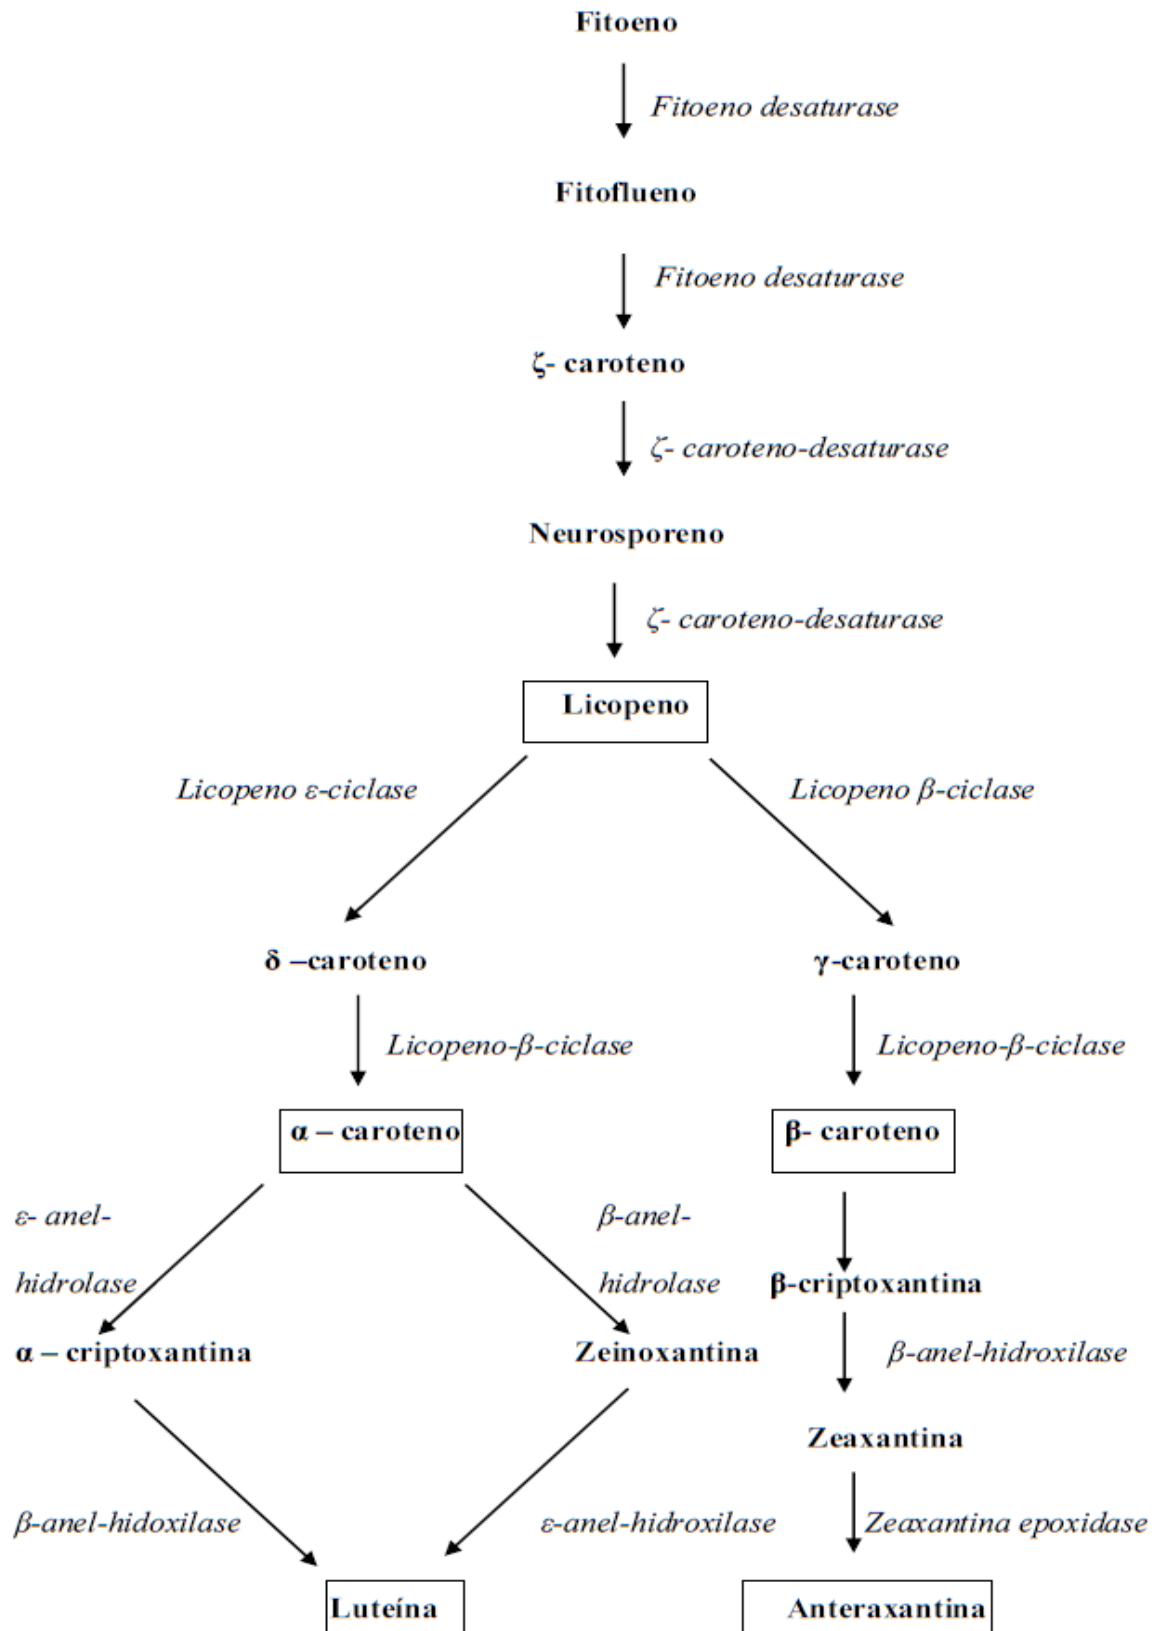 Fitoeno
Fitoeno desaturase
Fitoflueno
Fitoeno desaturase
ζ- caroteno
ζ- caroteno-desaturase
Neurosporeno
ζ- caroteno-desaturase
Licopeno
Licopeno ε-ciclase
Licopeno β-ciclase
δ –caroteno
γ-caroteno
Licopeno-β-ciclase
Licopeno-β-ciclase
α – caroteno
β- caroteno
ε- anel-
hidrolase
β-anel-
hidrolase
β-criptoxantina
α – criptoxantina
Zeinoxantina
β-anel-hidroxilase
Zeaxantina
β-anel-hidoxilase
ε-anel-hidroxilase
Zeaxantina epoxidase
Luteína
Anteraxantina